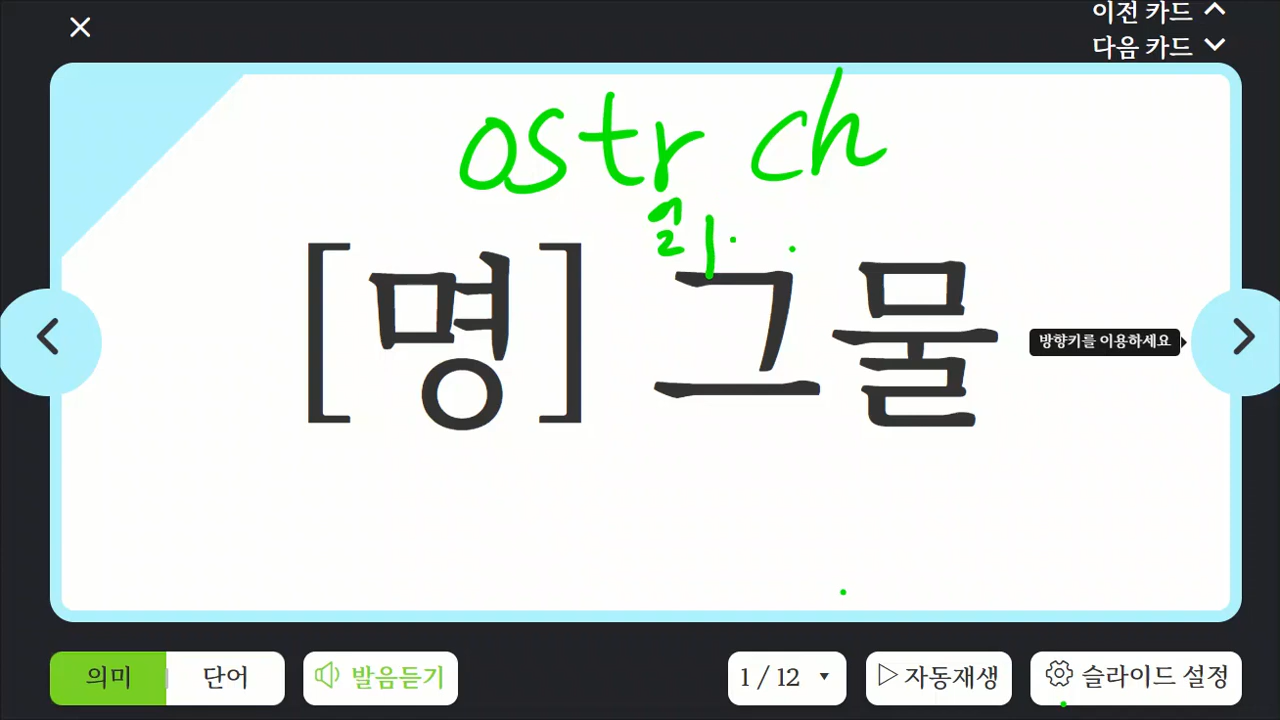 이전 카드
다음 카드
ostr ch
[명] 그물
방향키를 이용하세요
의미 단어 발음듣기 1 / 12 자동재생 슬라이드 설정